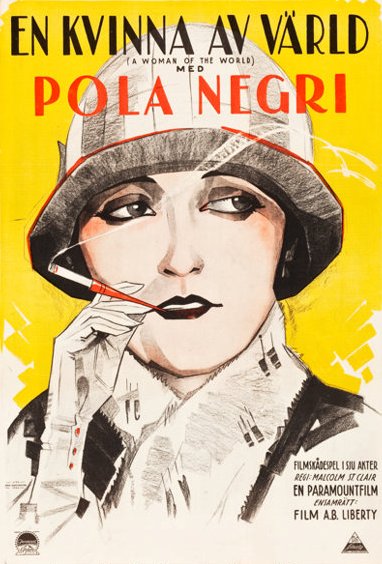 EN KVINNA AV VÄRLD
(A WOMAN OF THE WORLD)
MED
POLA NEGRI
FILMSKÅDESPEL I SJU AKTER
REGI: MALCOLM ST CLAIR
EN PARAMOUNTFILM
ENSAMRÄTT:
FILM A.B. LIBERTY